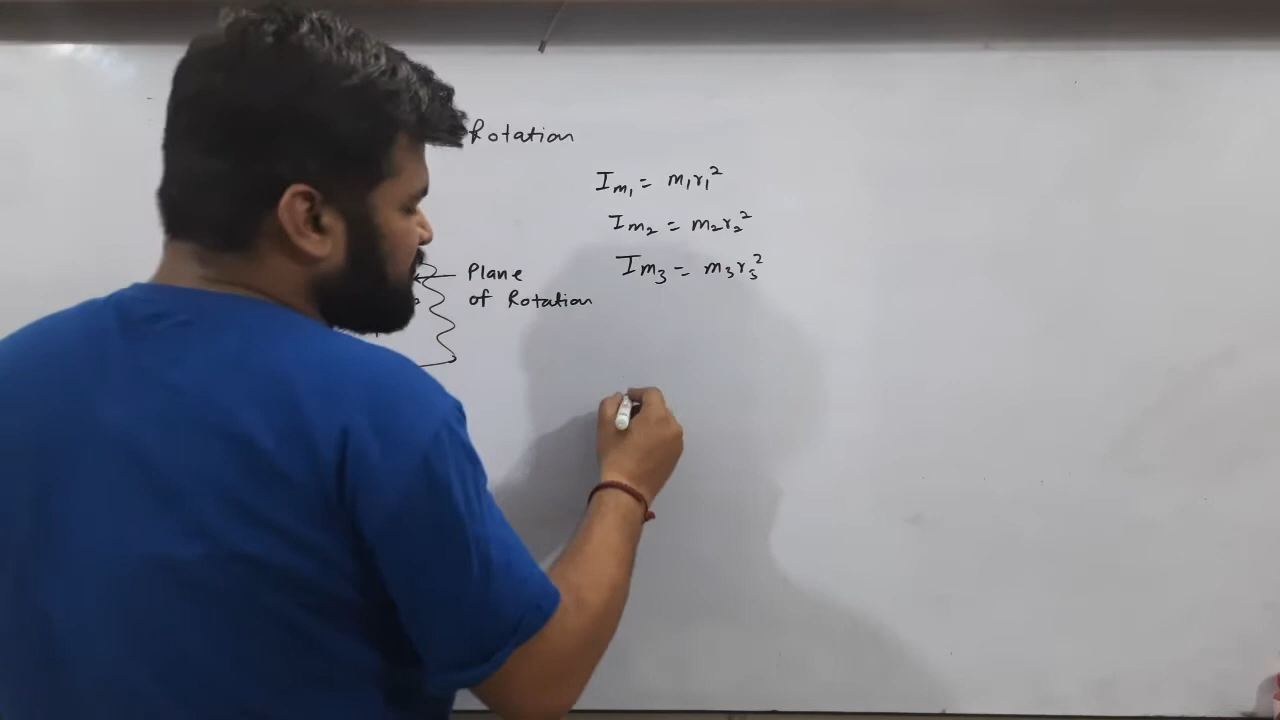 Rotation
Im₁ = m₁r₁²
Im₂ = m₂r₂²
Im₃ = m₃r₃²
Plane
of Rotation